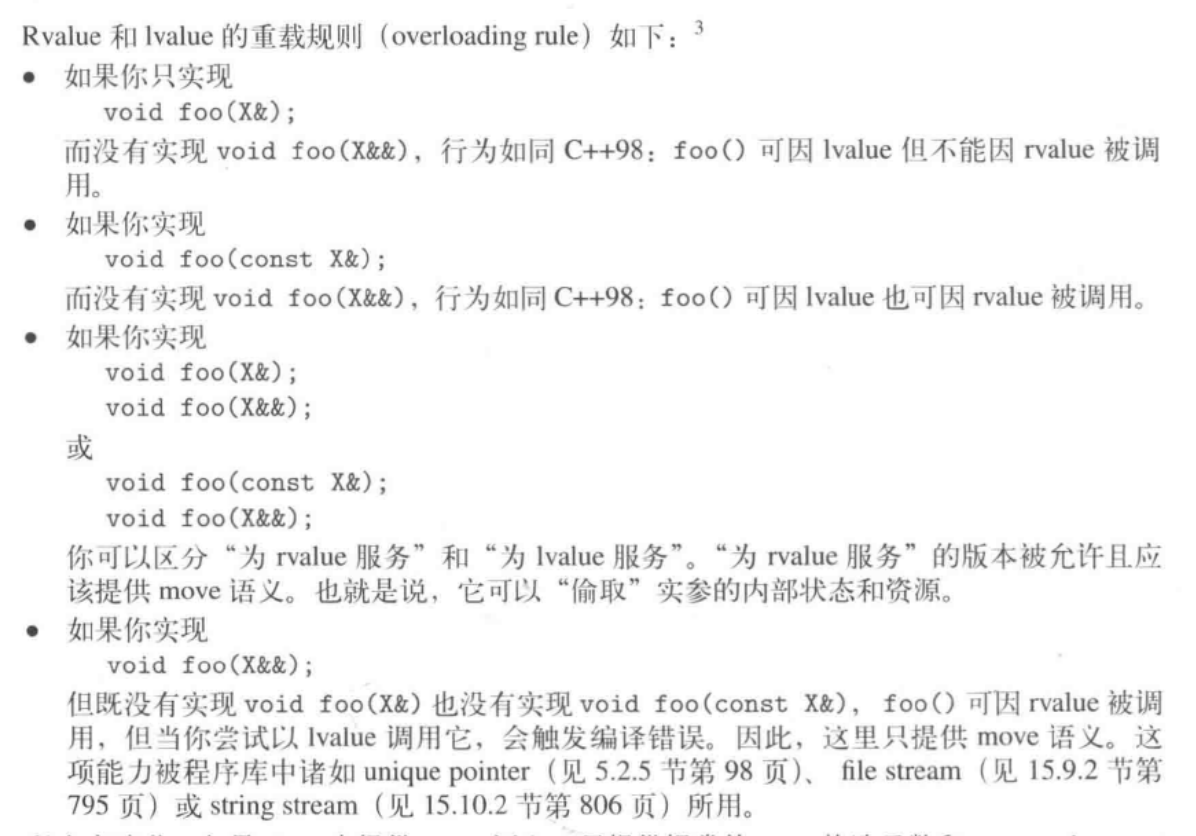 Rvalue 和 lvalue 的重载规则（overloading rule）如下：3
• 如果你只实现
void foo(X&);
而没有实现 void foo(X&&)，行为如同 C++98：foo() 可因 lvalue 但不能因 rvalue 被调
用。
• 如果你实现
void foo(const X&);
而没有实现 void foo(X&&)，行为如同 C++98：foo() 可因 lvalue 也可因 rvalue 被调用。
• 如果你实现
void foo(X&);
void foo(X&&);
或
void foo(const X&);
void foo(X&&);
你可以区分“为 rvalue 服务”和“为 lvalue 服务”。“为 rvalue 服务”的版本被允许且应
该提供 move 语义。也就是说，它可以“偷取”实参的内部状态和资源。
• 如果你实现
void foo(X&&);
但既没有实现 void foo(X&) 也没有实现 void foo(const X&)， foo() 可因 rvalue 被调
用，但当你尝试以 lvalue 调用它，会触发编译错误。因此，这里只提供 move 语义。这
项能力被程序库中诸如 unique pointer（见 5.2.5 节第 98 页）、 file stream（见 15.9.2 节第
795 页）或 string stream（见 15.10.2 节第 806 页）所用。